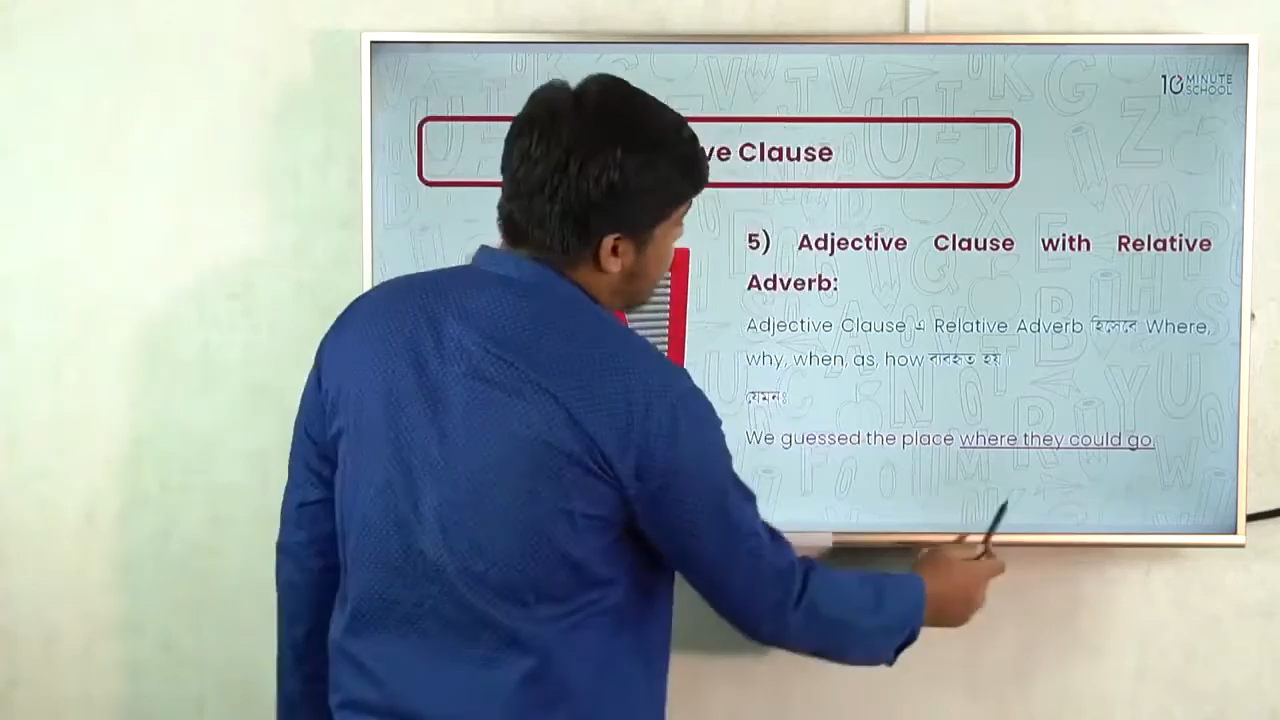 10 MINUTE SCHOOL
Clause
5) Adjective Clause with Relative
Adverb:
Adjective Clause এ Relative Adverb হিসেবে Where,
why, when, as, how ব্যবহৃত হয়।
যেমনঃ
We guessed the place where they could go.